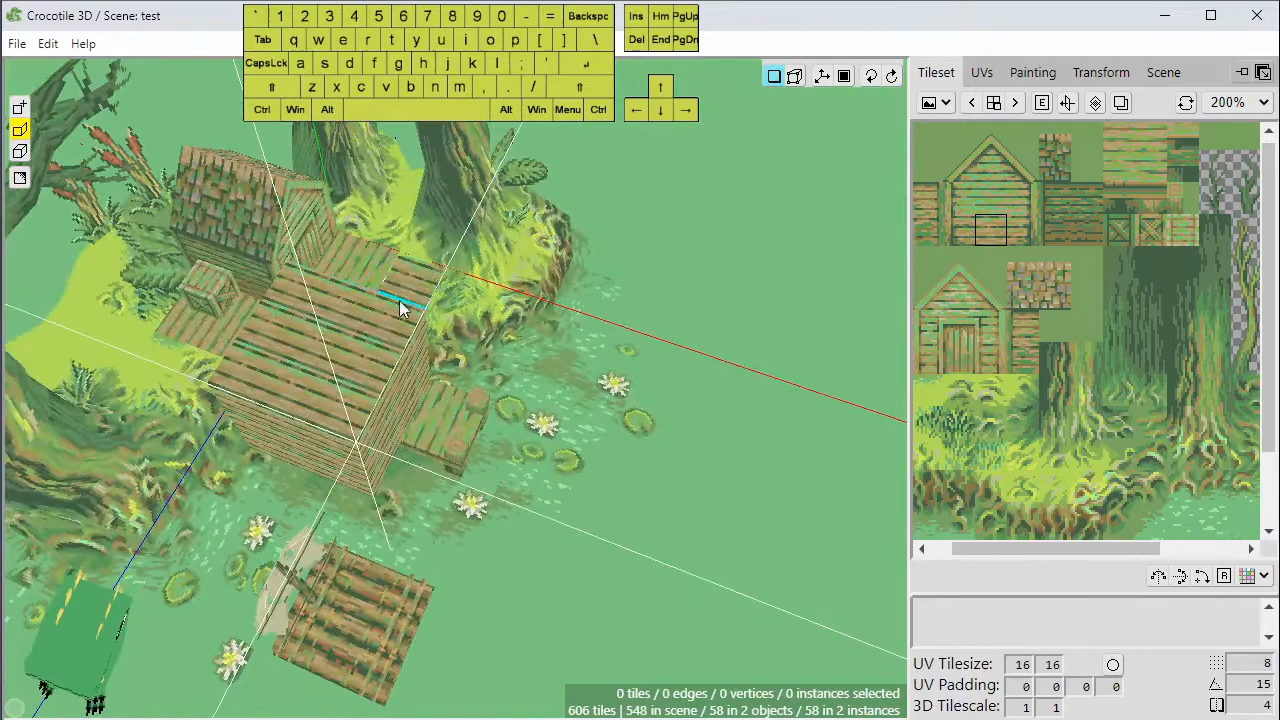 Crocotile 3D / Scene: test
File Edit Help
` 1 2 3 4 5 6 7 8 9 0 - = Backspc
Tab q w e r t y u i o p [ ] \
CapsLck a s d f g h j k l ; '
z x c v b n m , . /
Ctrl Win Alt Alt Win Menu Ctrl
Ins Hm PgUp
Del End PgDn
Tileset UVs Painting Transform Scene
E 200%
R
UV Tilesize: 16 16 8
UV Padding: 0 0 0 0 15
3D Tilescale: 1 1 4
0 tiles / 0 edges / 0 vertices / 0 instances selected
606 tiles | 548 in scene / 58 in 2 objects / 58 in 2 instances